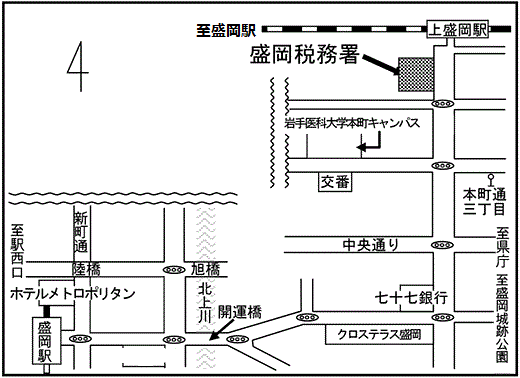 至盛岡駅
上盛岡駅
盛岡税務署
岩手医科大学本町キャンパス
交番
本町通
三丁目
新町通
至駅西口
中央通り
至県庁
至盛岡城跡公園
陸橋
旭橋
北上川
ホテルメトロポリタン
開運橋
七十七銀行
盛岡駅
クロステラス盛岡